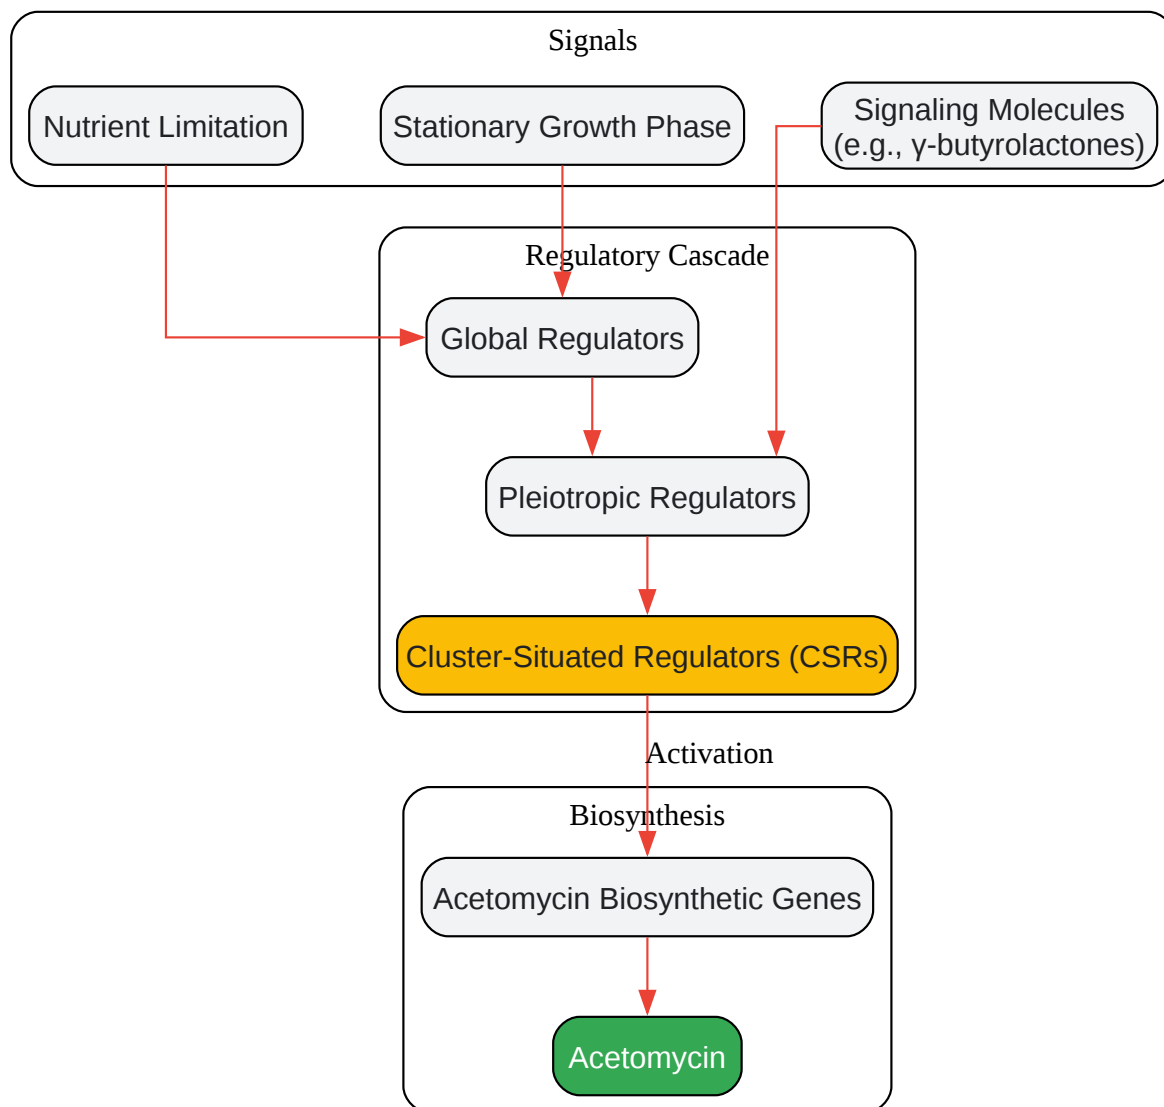 Signals
Nutrient Limitation
Stationary Growth Phase
Signaling Molecules
(e.g., γ-butyrolactones)
Regulatory Cascade
Global Regulators
Pleiotropic Regulators
Cluster-Situated Regulators (CSRs)
Activation
Biosynthesis
Acetomycin Biosynthetic Genes
Acetomycin